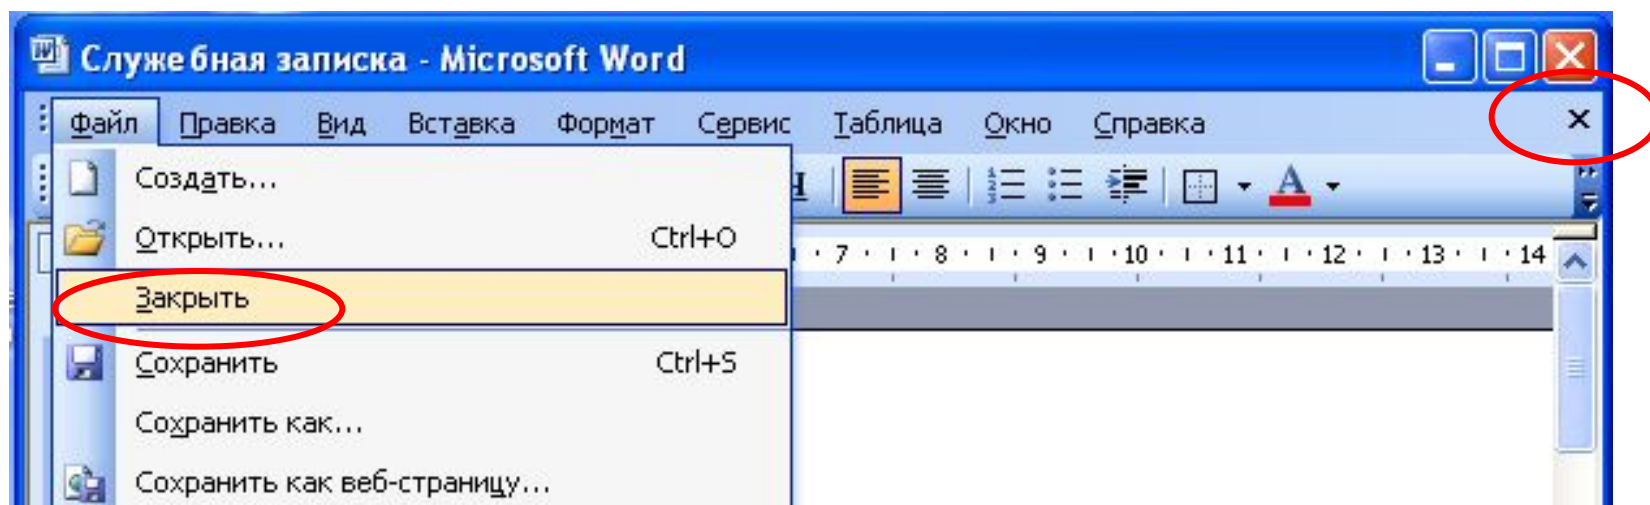 Служебная записка - Microsoft Word
Файл Правка Вид Вставка Формат Сервис Таблица Окно Справка
Создать...
Открыть... Ctrl+O
7 8 9 10 11 12 13 14
Закрыть
Сохранить Ctrl+S
Сохранить как...
Сохранить как веб-страницу...